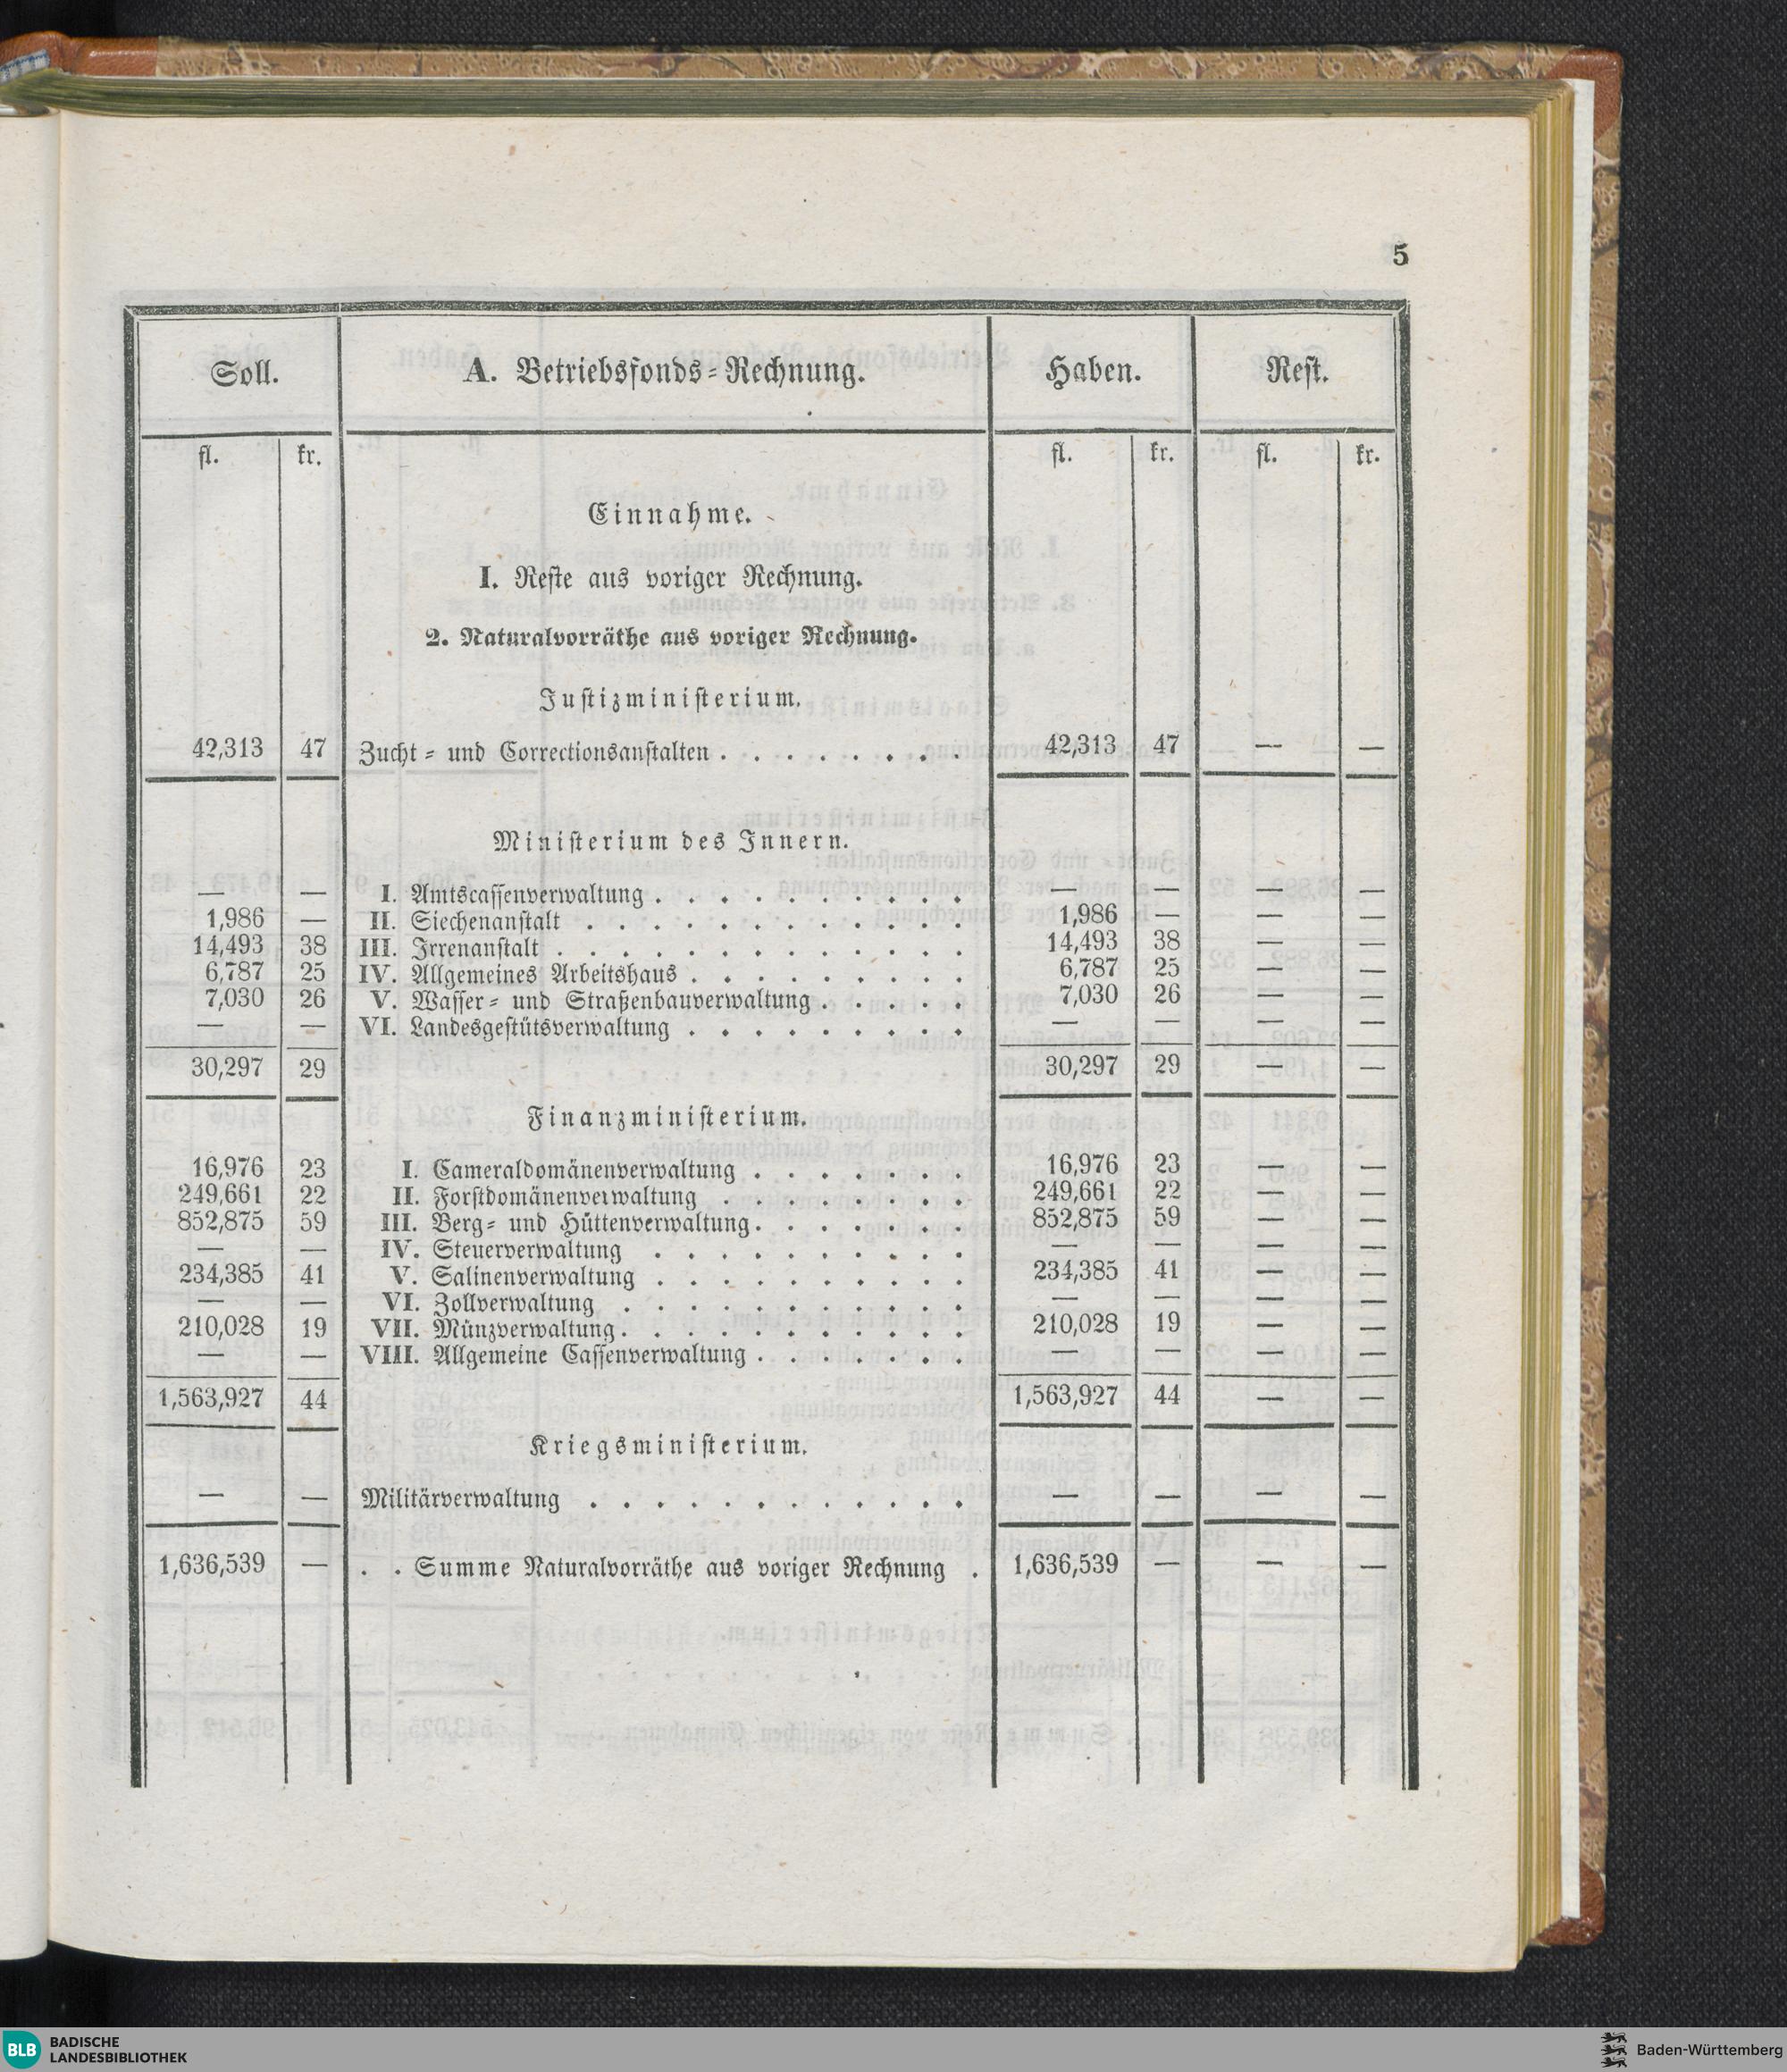 5
Soll. A. Betriebsfonds-Rechnung. Haben. Rest.
fl. kr. fl. kr. fl. kr.
Einnahme.
I. Reste aus voriger Rechnung.
2. Naturalvorräthe aus voriger Rechnung.
Justizministerium.
42,313 47 Zucht- und Correctionsanstalten . . . . . . . . 42,313 47 — —
Ministerium des Innern.
— — I. Amtscassenverwaltung . . . . . . . . . . — — — —
1,986 — II. Siechenanstalt . . . . . . . . . . . . 1,986 — — —
14,493 38 III. Irrenanstalt . . . . . . . . . . . . . 14,493 38 — —
6,787 25 IV. Allgemeines Arbeitshaus . . . . . . . . . 6,787 25 — —
7,030 26 V. Wasser- und Straßenbauverwaltung . . . . . 7,030 26 — —
— — VI. Landesgestütsverwaltung . . . . . . . . . — — — —
30,297 29 30,297 29 — —
Finanzministerium.
16,976 23 I. Cameraldomänenverwaltung . . . . . . . 16,976 23 — —
249,661 22 II. Forstdomänenverwaltung . . . . . . . . 249,661 22 — —
852,875 59 III. Berg- und Hüttenverwaltung . . . . . . . 852,875 59 — —
— — IV. Steuerverwaltung . . . . . . . . . . — — — —
234,385 41 V. Salinenverwaltung . . . . . . . . . . 234,385 41 — —
— — VI. Zollverwaltung . . . . . . . . . . . — — — —
210,028 19 VII. Münzverwaltung . . . . . . . . . . . 210,028 19 — —
— — VIII. Allgemeine Cassenverwaltung . . . . . . . — — — —
1,563,927 44 1,563,927 44 — —
Kriegsministerium.
— — Militärverwaltung . . . . . . . . . . . . — — — —
1,636,539 — . . Summe Naturalvorräthe aus voriger Rechnung . 1,636,539 — — —
BLB BADISCHE
LANDESBIBLIOTHEK
Baden-Württemberg